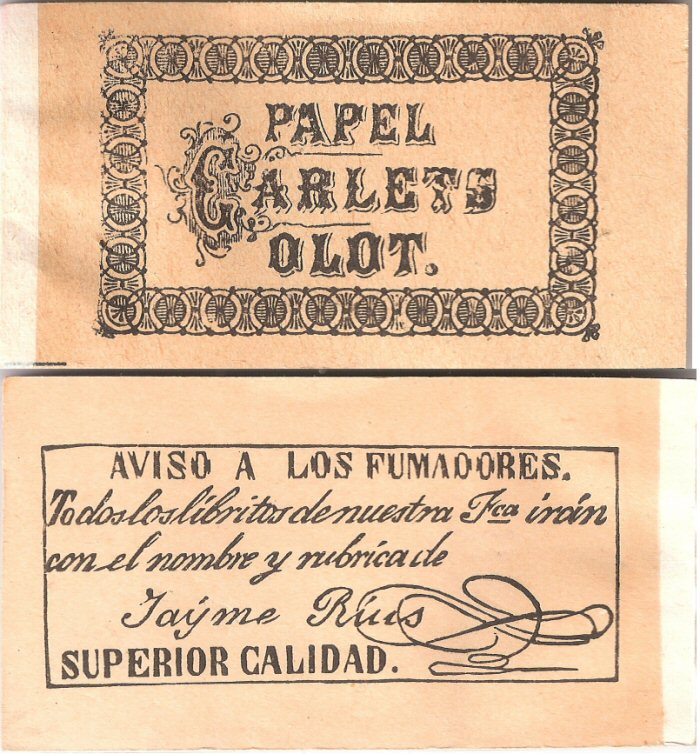 PAPEL
CARLETS
OLOT.
AVISO A LOS FUMADORES.
Todos los libritos de nuestra Fca irán
con el nombre y rubrica de
Jaýme Rius
SUPERIOR CALIDAD.